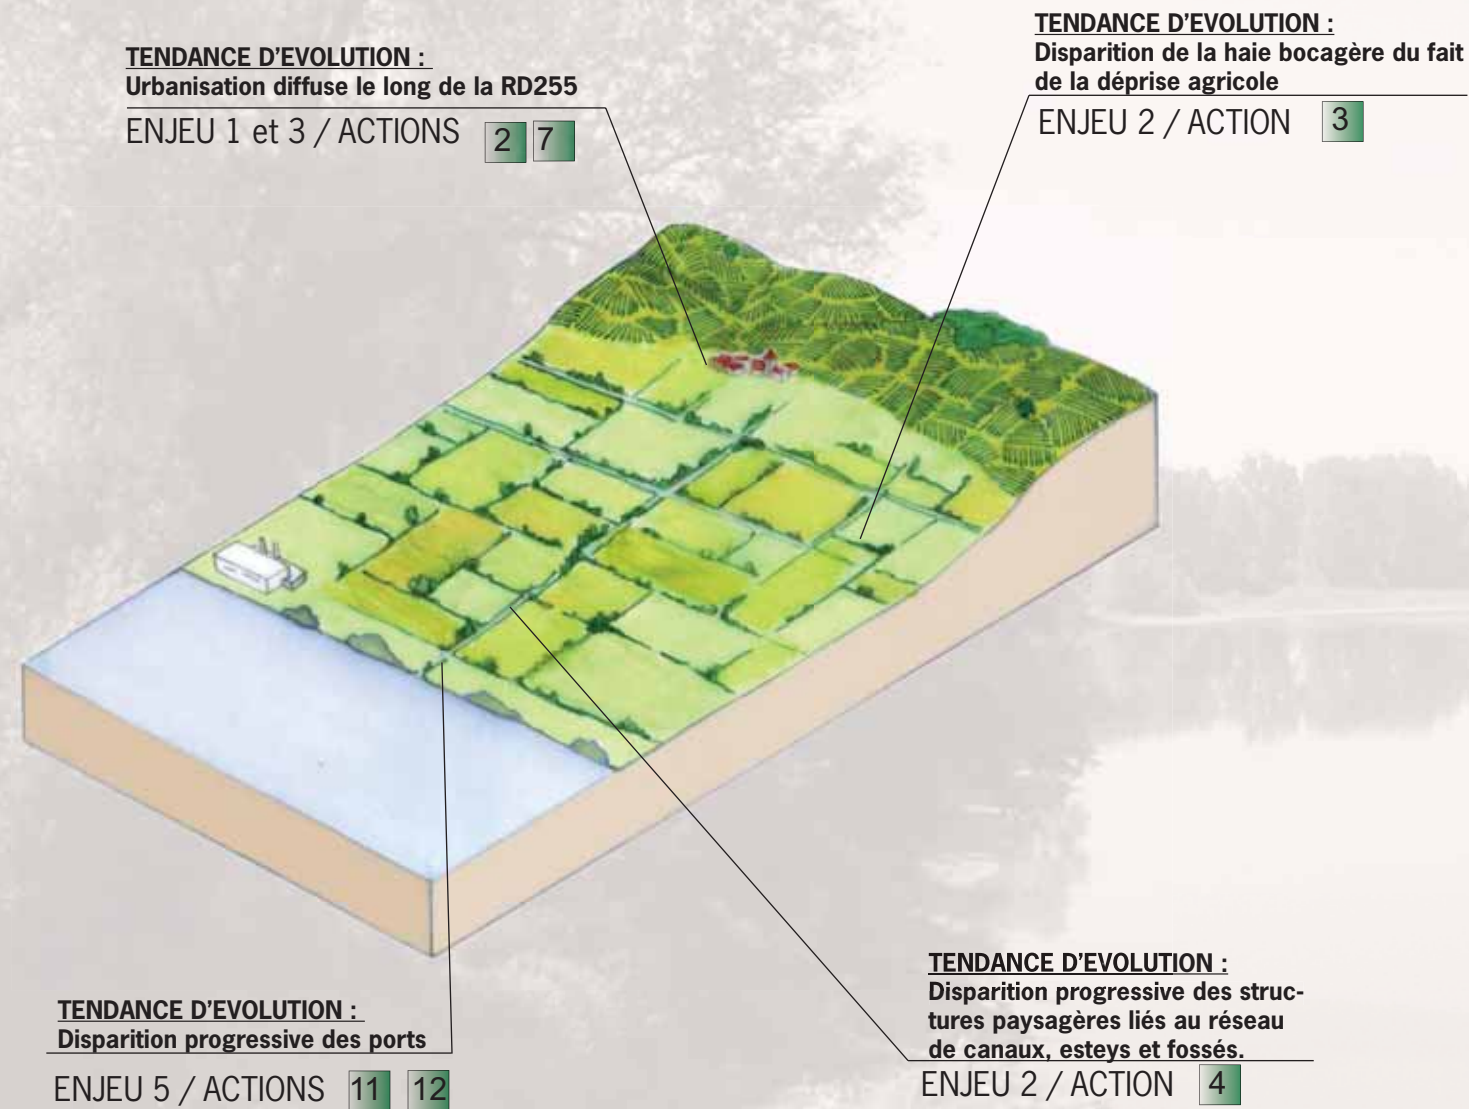 TENDANCE D'EVOLUTION :
Urbanisation diffuse le long de la RD255
ENJEU 1 et 3 / ACTIONS 2 7
TENDANCE D'EVOLUTION :
Disparition de la haie bocagère du fait
de la déprise agricole
ENJEU 2 / ACTION 3
TENDANCE D'EVOLUTION :
Disparition progressive des ports
ENJEU 5 / ACTIONS 11 12
TENDANCE D'EVOLUTION :
Disparition progressive des struc-
tures paysagères liés au réseau
de canaux, esteys et fossés.
ENJEU 2 / ACTION 4